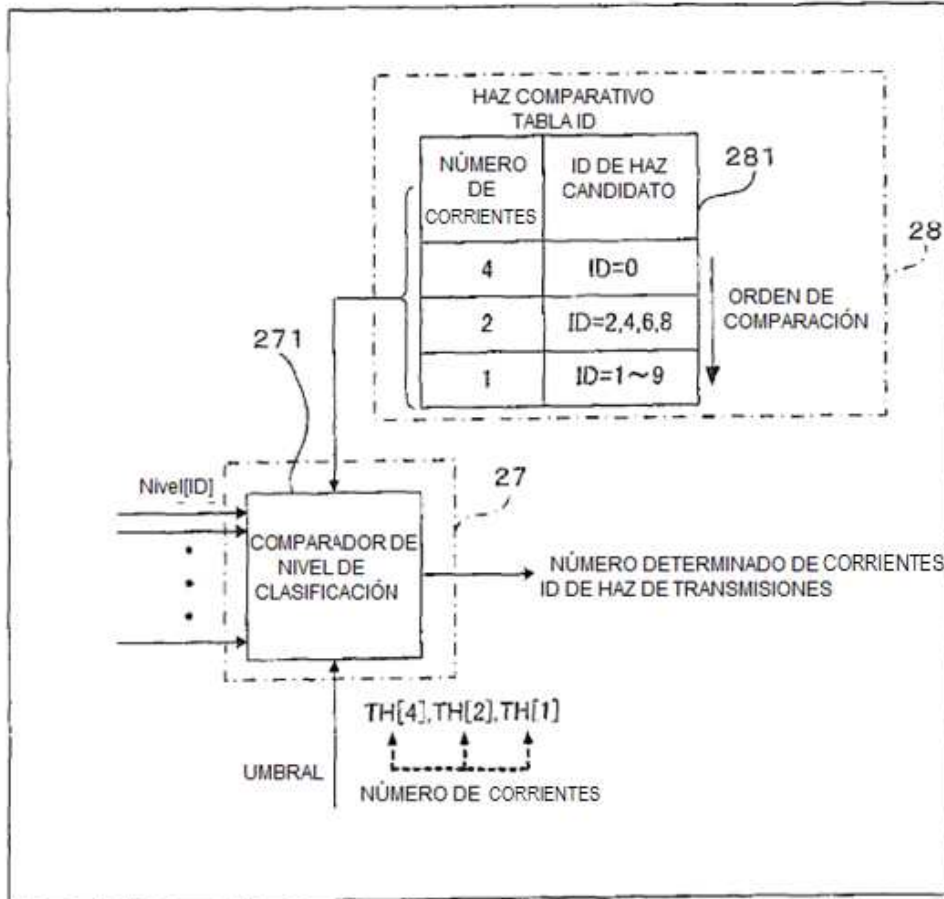 HAZ COMPARATIVO
TABLA ID
NÚMERO
DE
CORRIENTES
ID DE HAZ
CANDIDATO
281
28
4
ID=0
2
ID=2,4,6,8
1
ID=1~9
ORDEN DE
COMPARACIÓN
271
27
Nivel[ID]
COMPARADOR DE
NIVEL DE
CLASIFICACIÓN
NÚMERO DETERMINADO DE CORRIENTES
ID DE HAZ DE TRANSMISIONES
TH[4],TH[2],TH[1]
UMBRAL
NÚMERO DE CORRIENTES